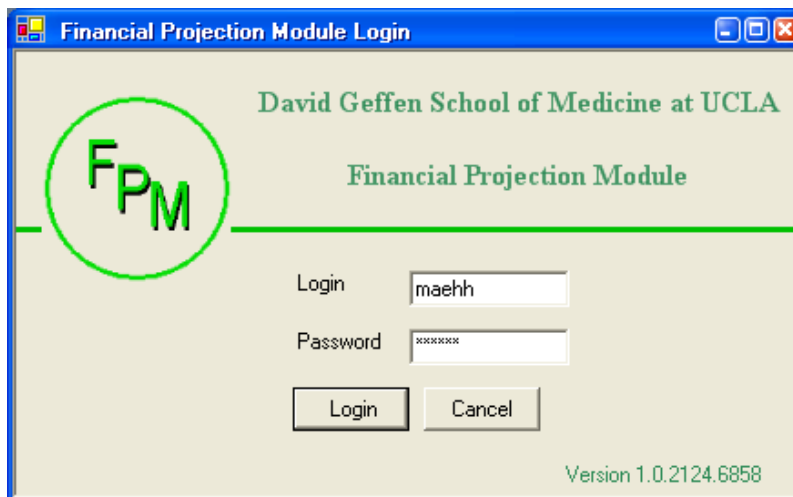 Financial Projection Module Login
David Geffen School of Medicine at UCLA
FPM
Financial Projection Module
Login
maehh
Password
******
Login Cancel
Version 1.0.2124.6858